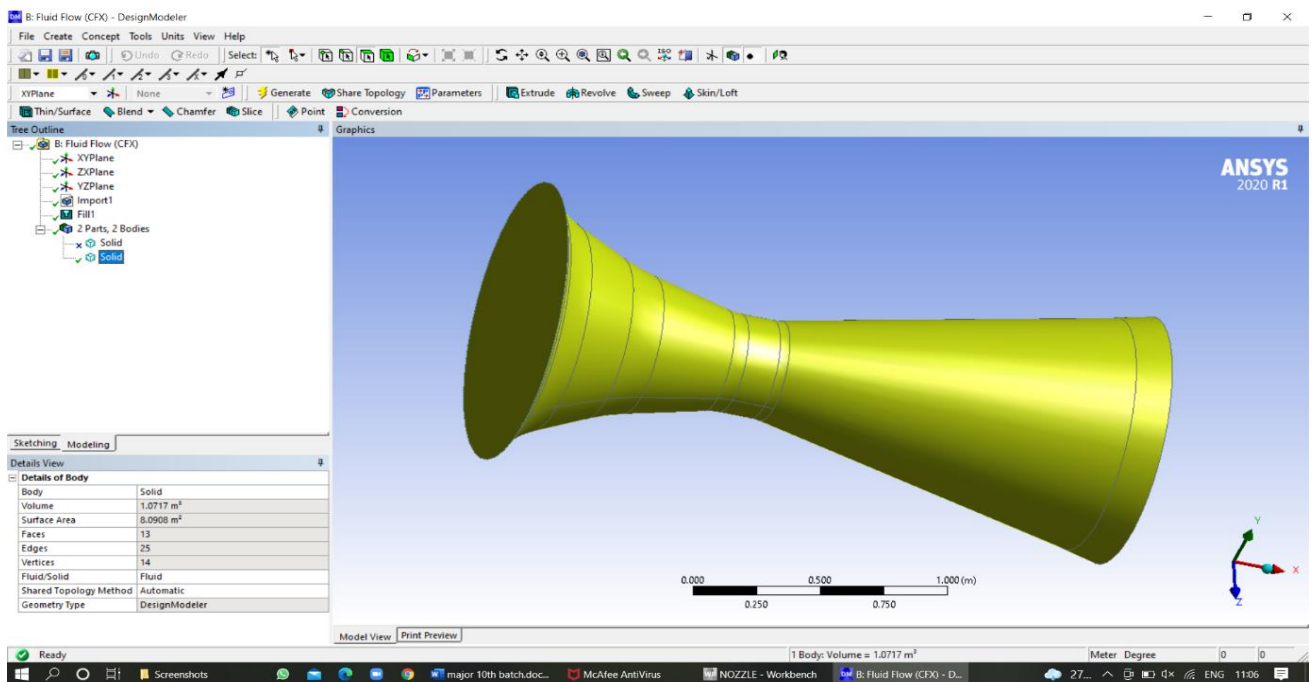 B: Fluid Flow (CFX) - DesignModeler
File Create Concept Tools Units View Help
Undo Redo Select:
XYPlane None Generate Share Topology Parameters Extrude Revolve Sweep Skin/Loft
Thin/Surface Blend Chamfer Slice Point Conversion
Tree Outline
B: Fluid Flow (CFX)
XYPlane
ZXPlane
YZPlane
Import1
Fill1
2 Parts, 2 Bodies
Solid
Solid
Sketching Modeling
Details View
Details of Body
Body Solid
Volume 1.0717 m³
Surface Area 8.0908 m²
Faces 13
Edges 25
Vertices 14
Fluid/Solid Fluid
Shared Topology Method Automatic
Geometry Type DesignModeler
Graphics
ANSYS
2020 R1
Y
X
Z
0.000 0.500 1.000 (m)
0.250 0.750
Model View Print Preview
Ready 1 Body: Volume = 1.0717 m³ Meter Degree 0 0
Screenshots major 10th batch.doc... McAfee AntiVirus NOZZLE - Workbench B: Fluid Flow (CFX) - D... 27... ENG 11:06